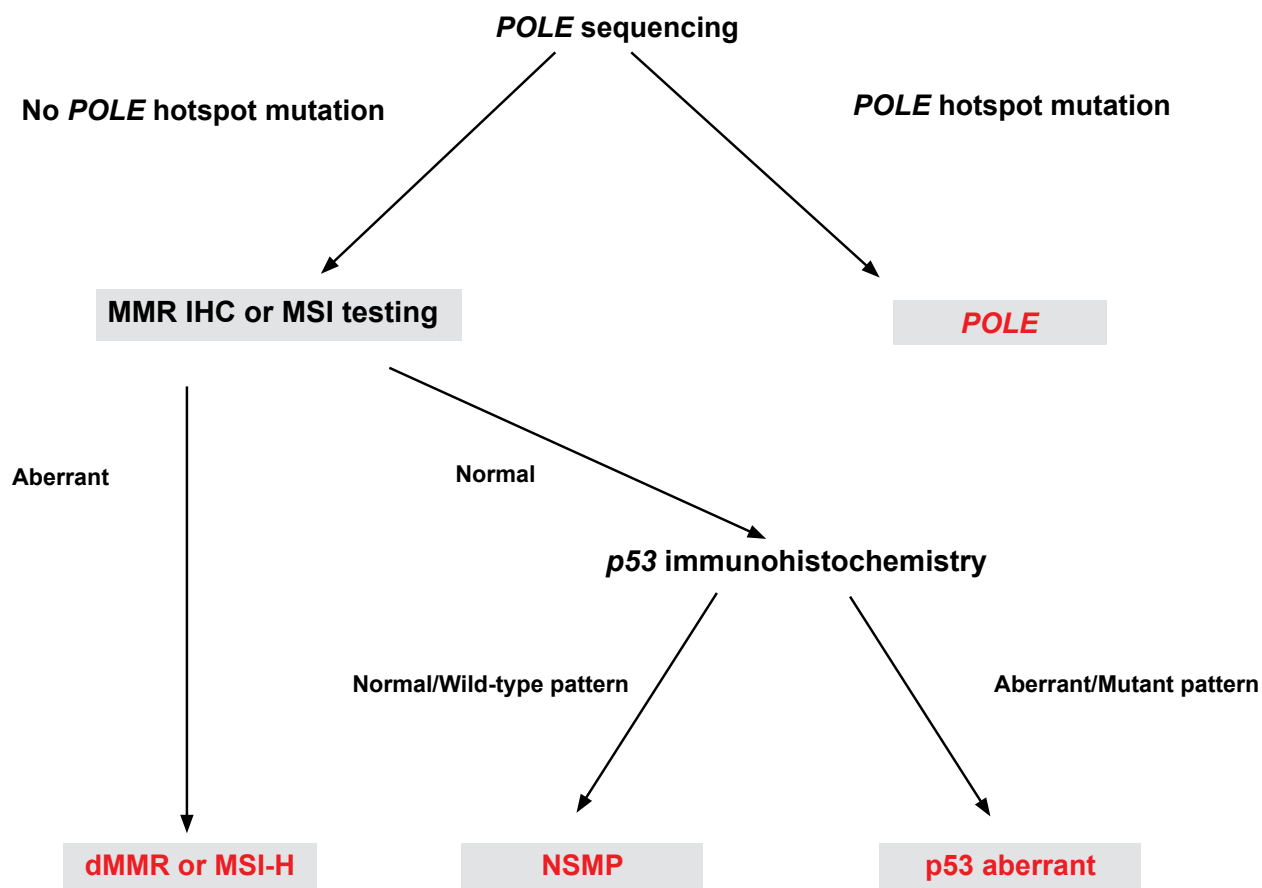 POLE sequencing
No POLE hotspot mutation
POLE hotspot mutation
MMR IHC or MSI testing
POLE
Aberrant
Normal
p53 immunohistochemistry
Normal/Wild-type pattern
Aberrant/Mutant pattern
dMMR or MSI-H
NSMP
p53 aberrant